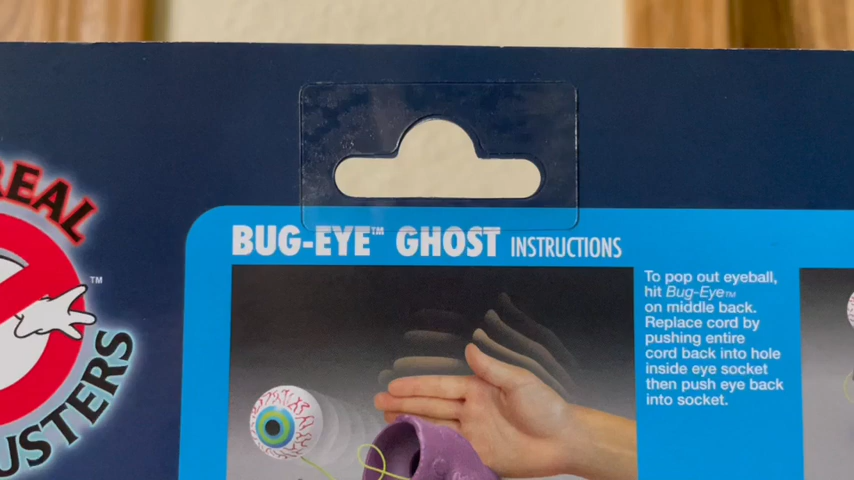 REAL
BUSTERS
™
BUG-EYE™ GHOST INSTRUCTIONS
To pop out eyeball,
hit Bug-Eye™
on middle back.
Replace cord by
pushing entire
cord back into hole
inside eye socket
then push eye back
into socket.